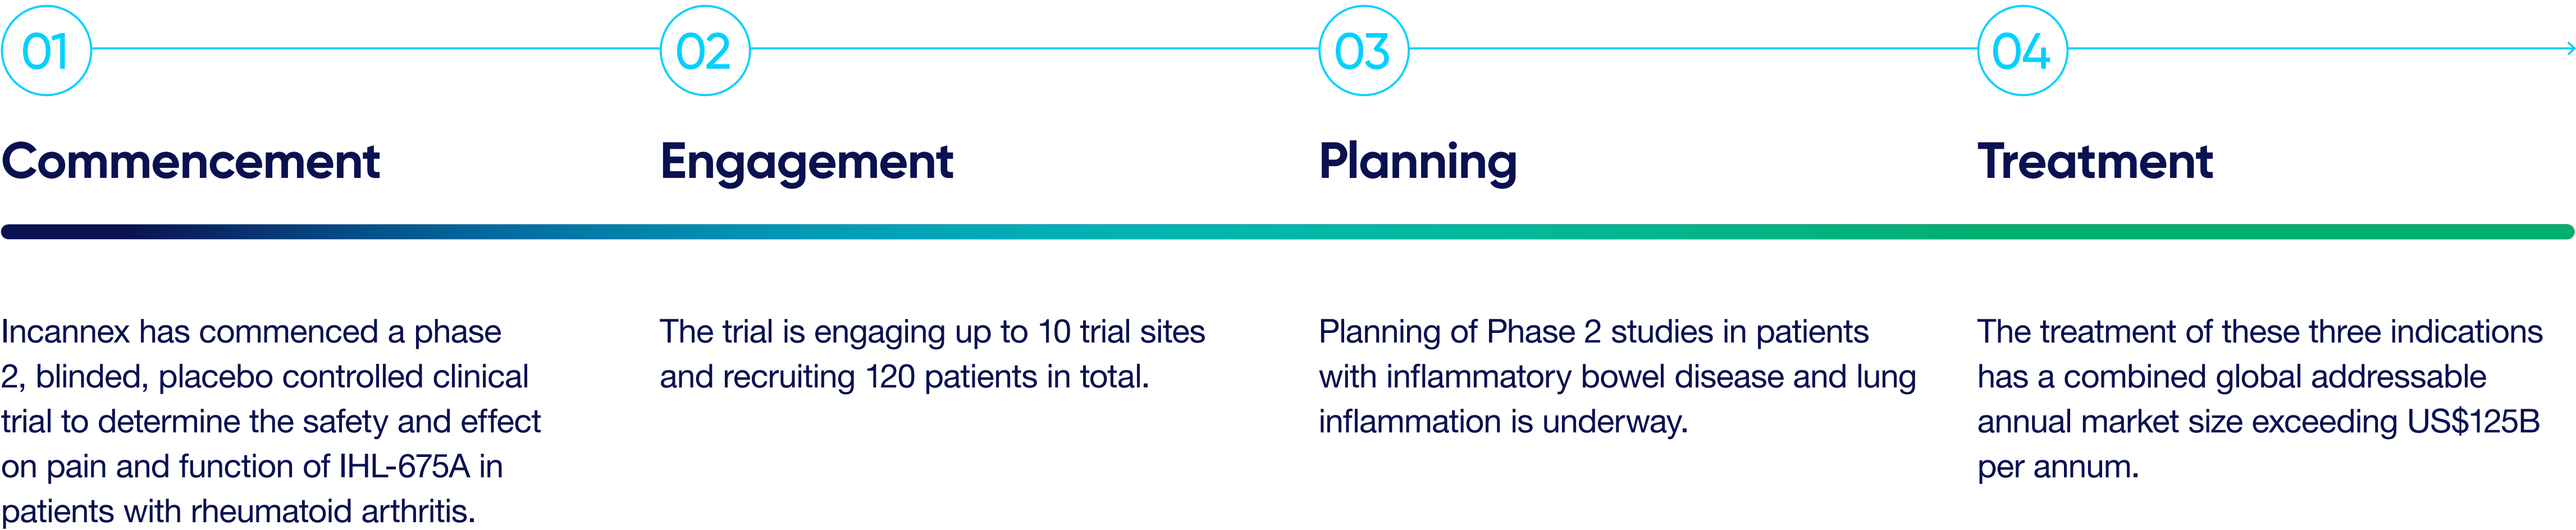 01
02
03
04
Commencement
Engagement
Planning
Treatment
Incannex has commenced a phase
2, blinded, placebo controlled clinical
trial to determine the safety and effect
on pain and function of IHL-675A in
patients with rheumatoid arthritis.
The trial is engaging up to 10 trial sites
and recruiting 120 patients in total.
Planning of Phase 2 studies in patients
with inflammatory bowel disease and lung
inflammation is underway.
The treatment of these three indications
has a combined global addressable
annual market size exceeding US$125B
per annum.